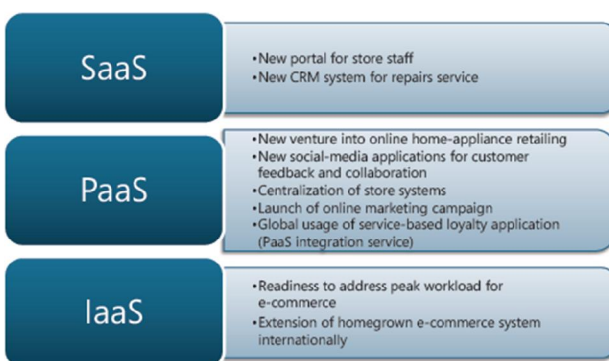 SaaS
•New portal for store staff
•New CRM system for repairs service
PaaS
•New venture into online home-appliance retailing
•New social-media applications for customer
feedback and collaboration
•Centralization of store systems
•Launch of online marketing campaign
•Global usage of service-based loyalty application
(PaaS integration service)
IaaS
•Readiness to address peak workload for
e-commerce
•Extension of homegrown e-commerce system
internationally